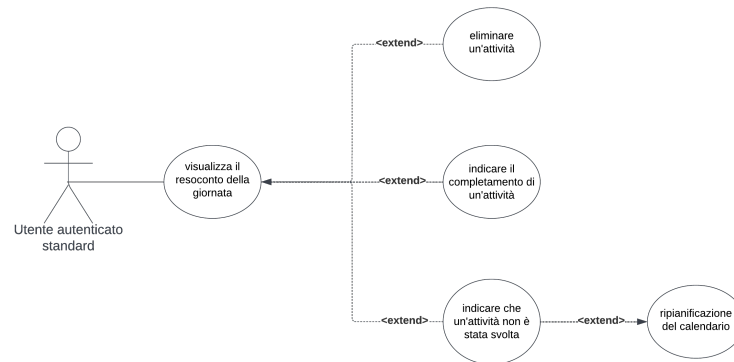 eliminare
un'attività
<extend>
visualizza il
resoconto della
giornata
<extend>
indicare il
completamento di
un'attività
Utente autenticato
standard
<extend>
indicare che
un'attività non è
stata svolta
<extend>
ripianificazione
del calendario